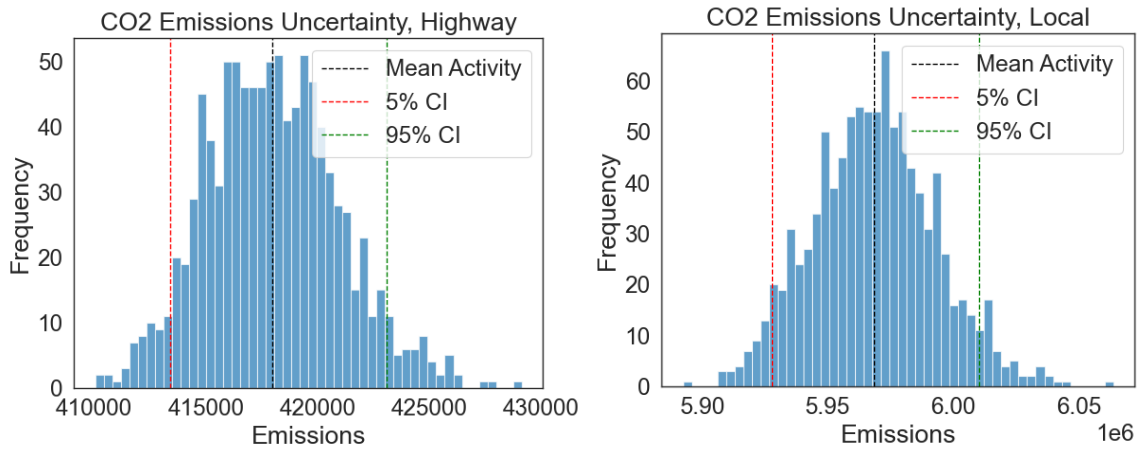 CO2 Emissions Uncertainty, Highway
Mean Activity
5% CI
95% CI
Frequency
50
40
30
20
10
0
410000 415000 420000 425000 430000
Emissions
CO2 Emissions Uncertainty, Local
Mean Activity
5% CI
95% CI
Frequency
60
50
40
30
20
10
0
5.90 5.95 6.00 6.05
Emissions
1e6